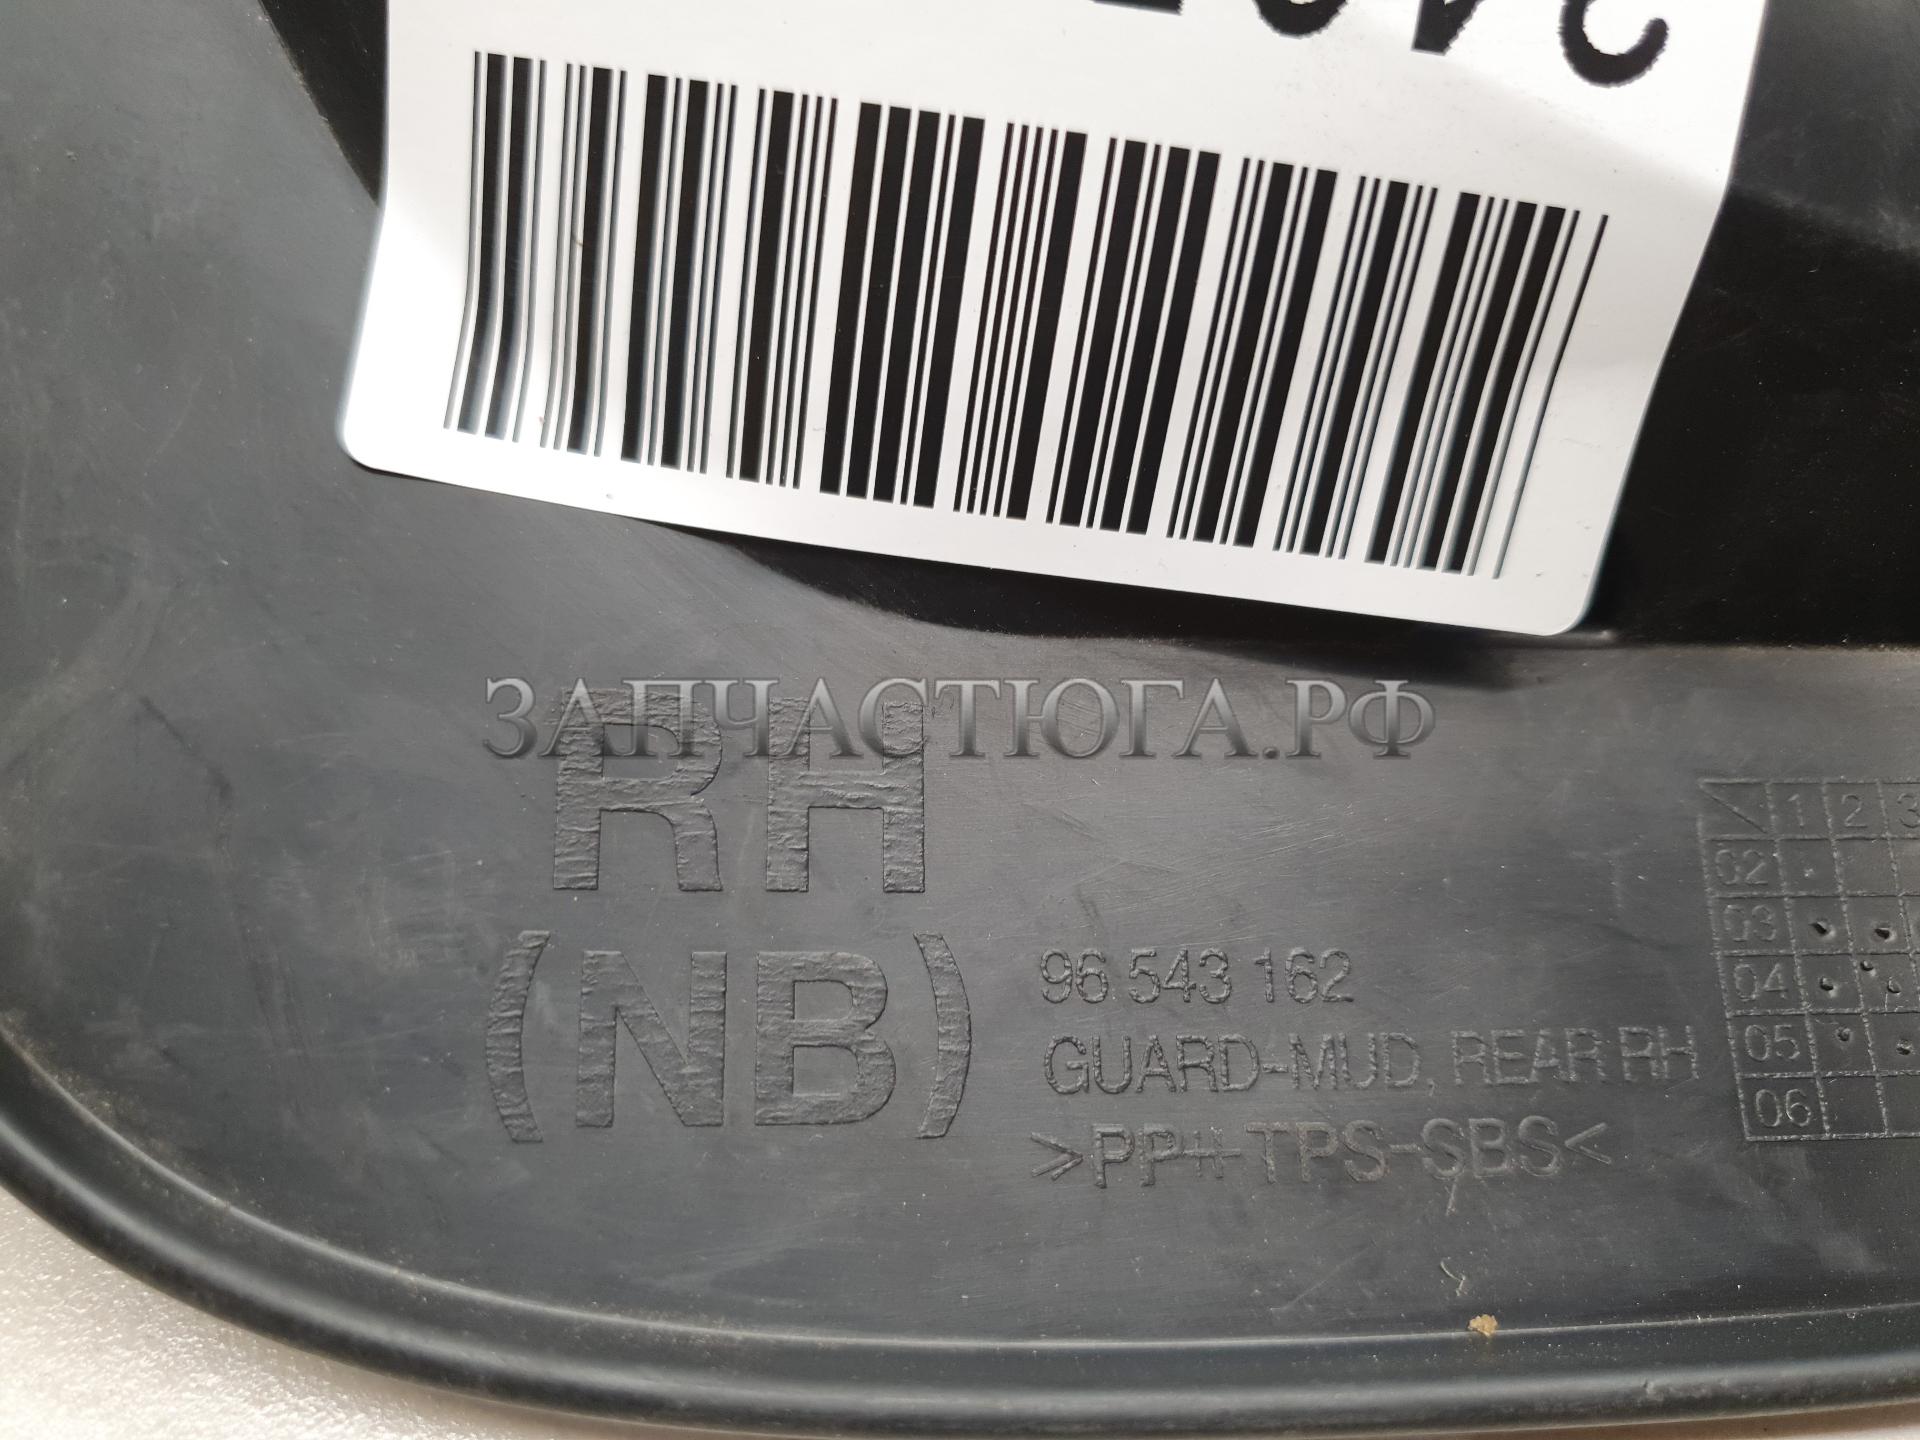 ЗАПЧАСТЮГА.РФ
RH
(NB)
96 543 162
GUARD-MUD, REAR RH
>PP+TPS-SBS<
1 2 3
02
03
04
05
06